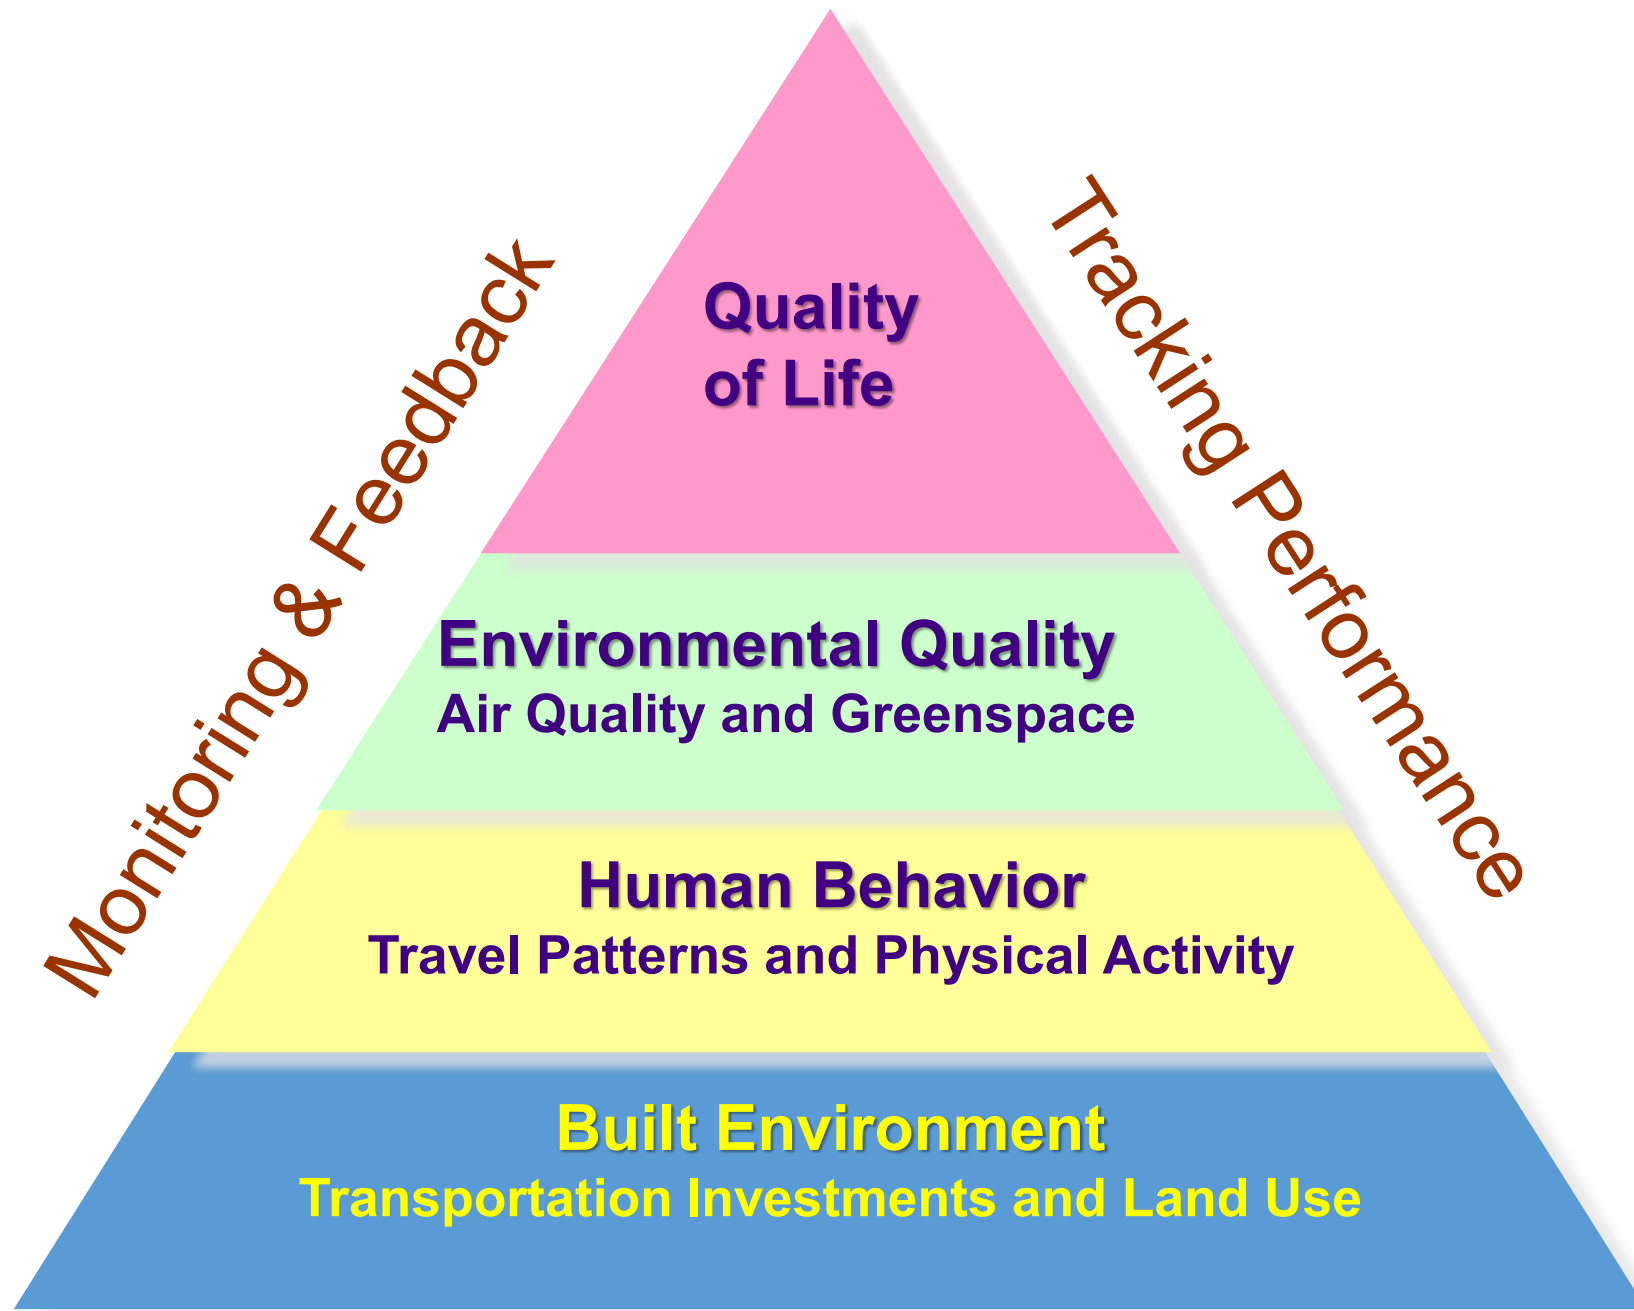 Quality
of Life
Monitoring & Feedback
Tracking Performance
Environmental Quality
Air Quality and Greenspace
Human Behavior
Travel Patterns and Physical Activity
Built Environment
Transportation Investments and Land Use